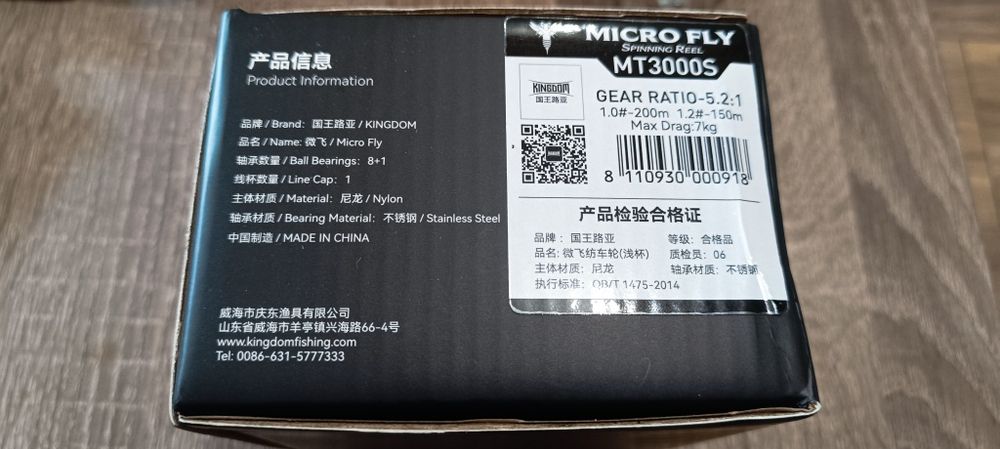 产品信息
Product Information
品牌 / Brand: 国王路亚 / KINGDOM
品名 / Name: 微飞 / Micro Fly
轴承数量 / Ball Bearings: 8+1
线杯数量 / Line Cap: 1
主体材质 / Material: 尼龙 / Nylon
轴承材质 / Bearing Material: 不锈钢 / Stainless Steel
中国制造 / MADE IN CHINA
威海市庆东渔具有限公司
山东省威海市羊亭镇兴海路66-4号
www.kingdomfishing.com
Tel: 0086-631-5777333
MICRO FLY
SPINNING REEL
MT3000S
KINGDOM
国王路亚
GEAR RATIO-5.2:1
1.0#-200m 1.2#-150m
Max Drag:7kg
8 110930 000918
产品检验合格证
品牌: 国王路亚 等级: 合格品
品名: 微飞纺车轮(浅杯) 质检员: 06
主体材质: 尼龙 轴承材质: 不锈钢
执行标准: QB/T 1475-2014